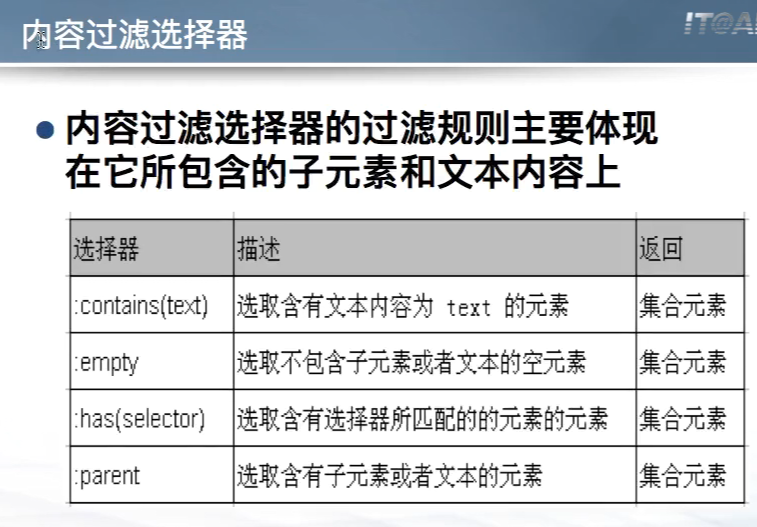 内容过滤选择器
IT@A
内容过滤选择器的过滤规则主要体现
在它所包含的子元素和文本内容上
选择器 描述 返回
:contains(text) 选取含有文本内容为 text 的元素 集合元素
:empty 选取不包含子元素或者文本的空元素 集合元素
:has(selector) 选取含有选择器所匹配的的元素的元素 集合元素
:parent 选取含有子元素或者文本的元素 集合元素